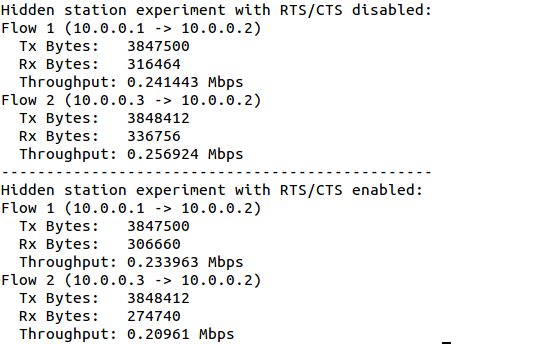 Hidden station experiment with RTS/CTS disabled:
Flow 1 (10.0.0.1 -> 10.0.0.2)
  Tx Bytes:   3847500
  Rx Bytes:   316464
  Throughput: 0.241443 Mbps
Flow 2 (10.0.0.3 -> 10.0.0.2)
  Tx Bytes:   3848412
  Rx Bytes:   336756
  Throughput: 0.256924 Mbps
------------------------------------------------
Hidden station experiment with RTS/CTS enabled:
Flow 1 (10.0.0.1 -> 10.0.0.2)
  Tx Bytes:   3847500
  Rx Bytes:   306660
  Throughput: 0.233963 Mbps
Flow 2 (10.0.0.3 -> 10.0.0.2)
  Tx Bytes:   3848412
  Rx Bytes:   274740
  Throughput: 0.20961 Mbps